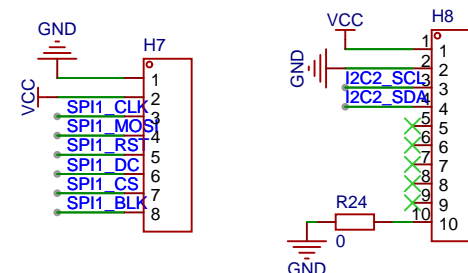 GND
H7
VCC
1
2
SPI1_CLK
3
SPI1_MOSI
4
SPI1_RST
5
SPI1_DC
6
SPI1_CS
7
SPI1_BLK
8
VCC
H8
GND
1
1
2
2
I2C2_SCL
3
3
I2C2_SDA
4
4
5
5
6
6
7
7
8
8
9
9
10
10
R24
0
GND